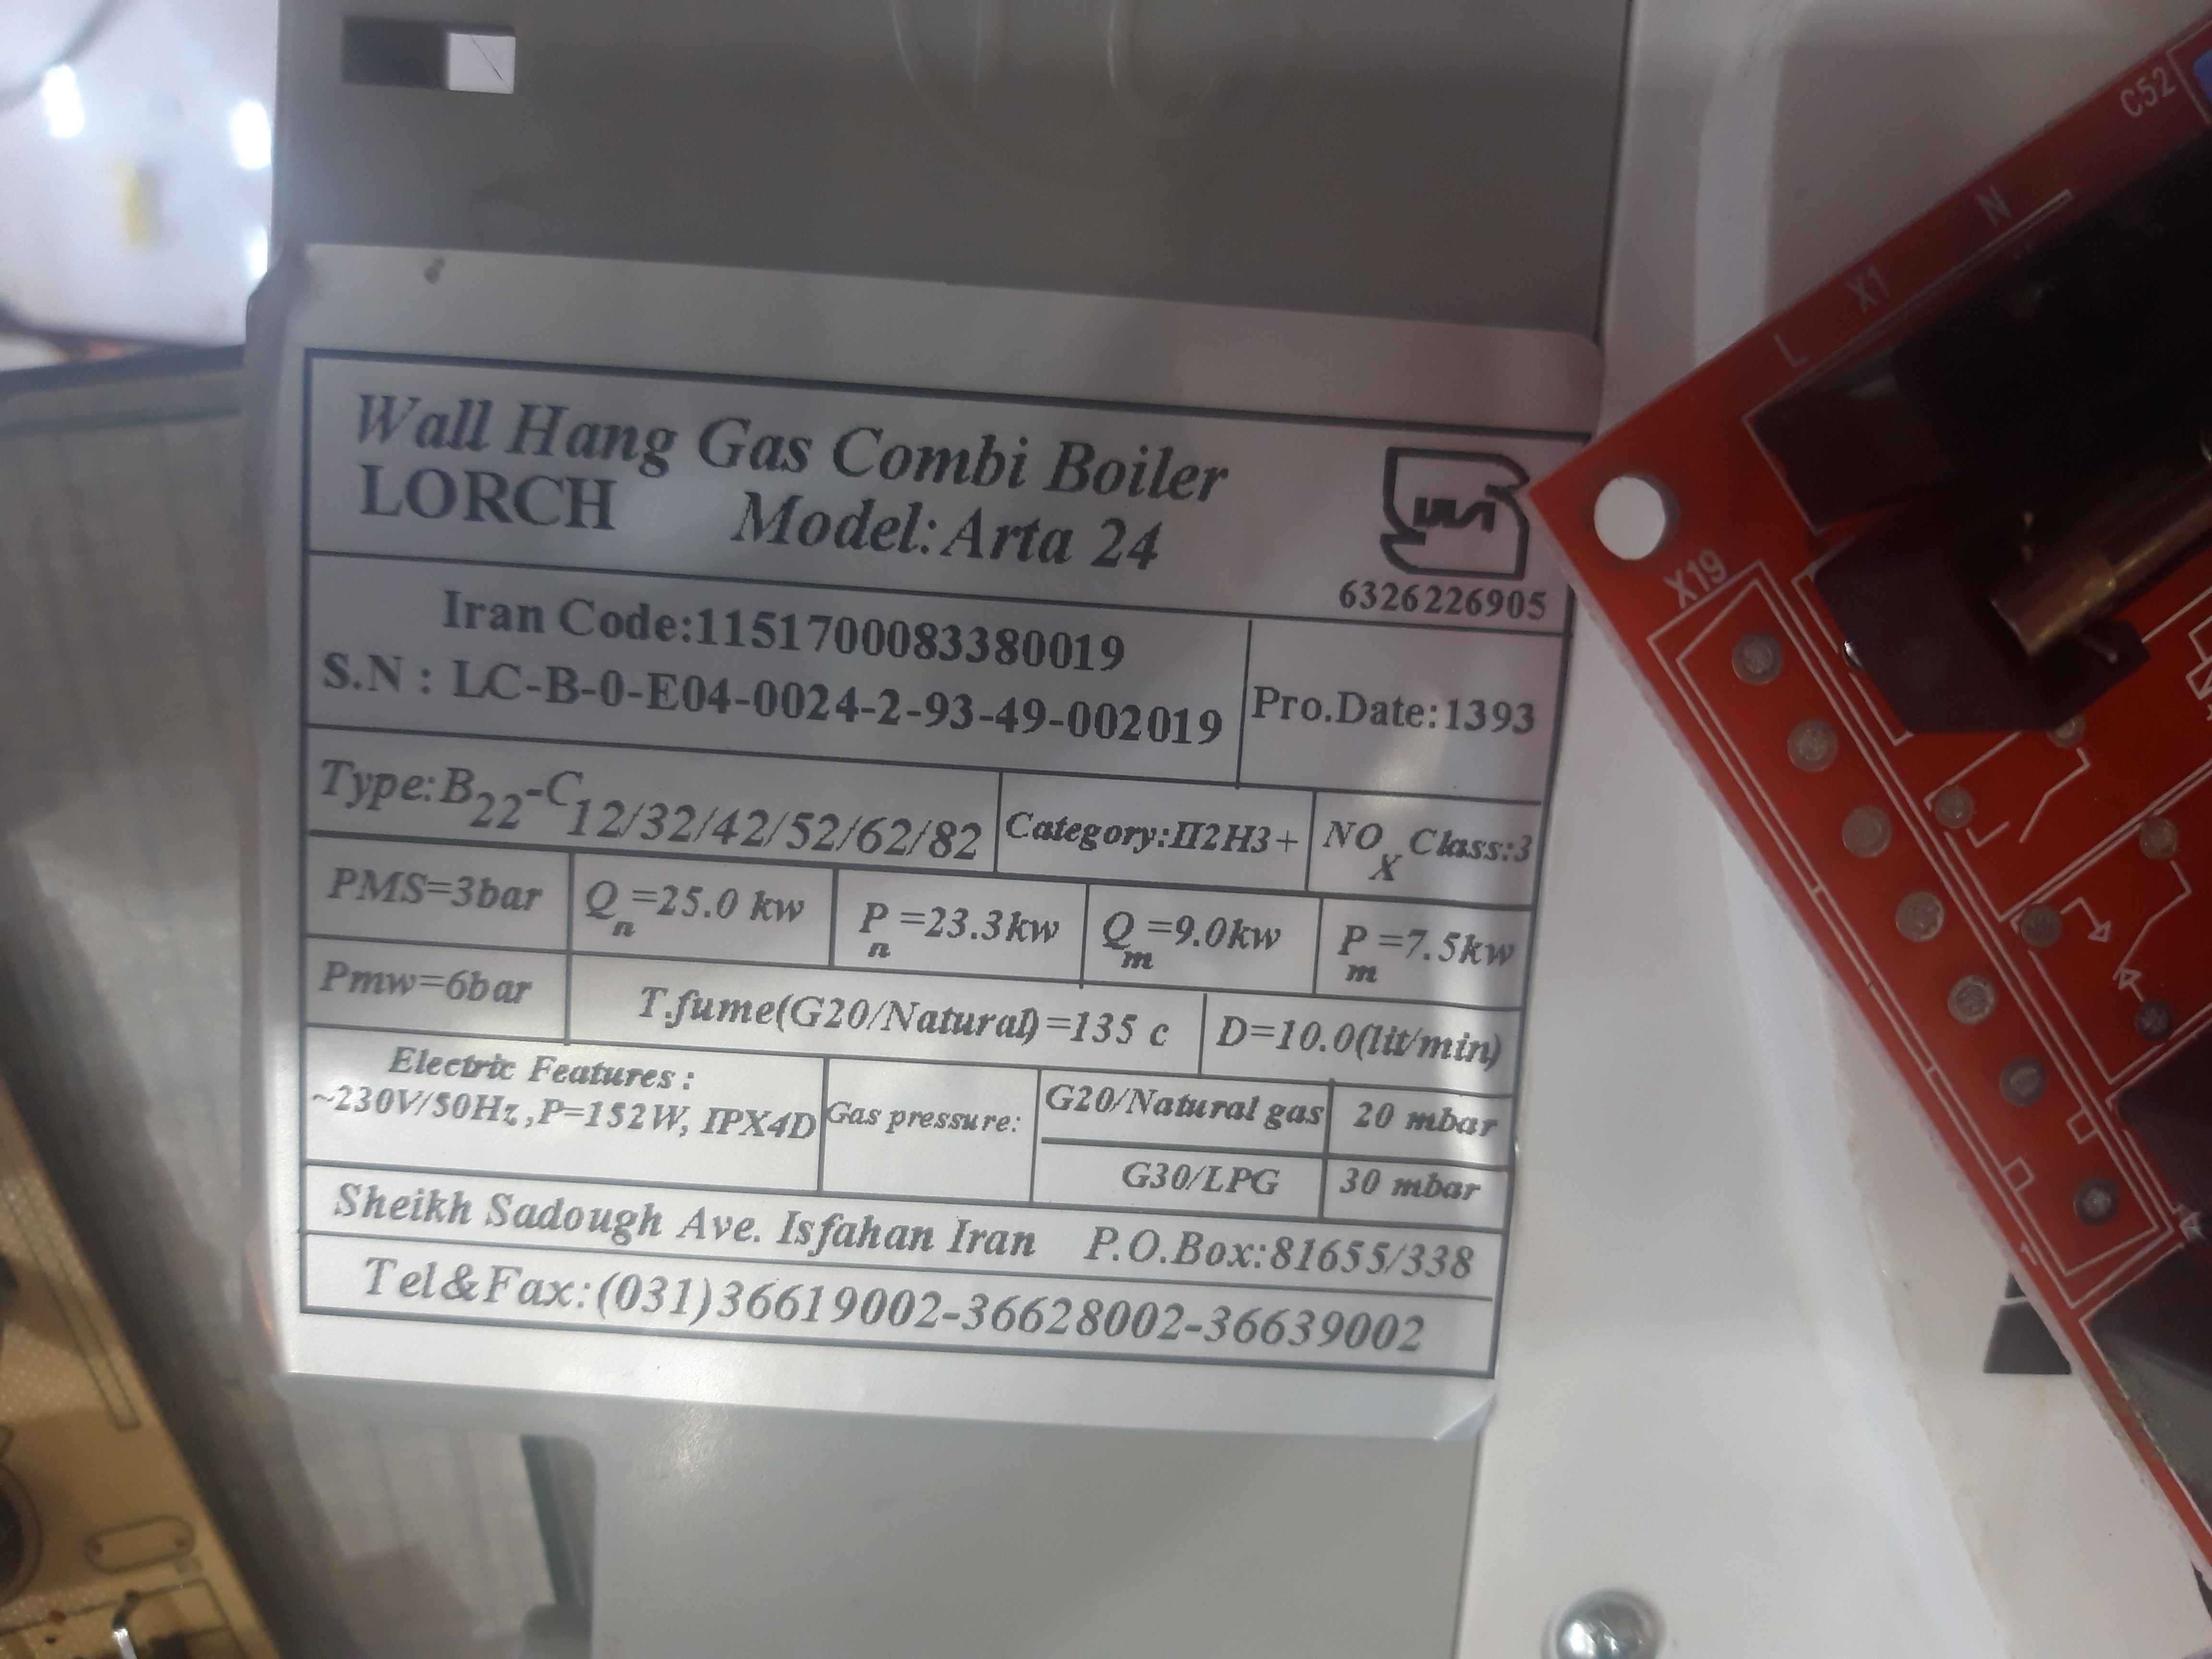 Wall Hang Gas Combi Boiler
LORCH Model: Arta 24
6326226905
Iran Code:1151700083380019
S.N : LC-B-0-E04-0024-2-93-49-002019
Pro.Date:1393
Type:B22-C12/32/42/52/62/82
Category:II2H3+
NOX Class:3
PMS=3bar
Qn=25.0 kw
Pn=23.3kw
Qm=9.0kw
Pm=7.5kw
Pmw=6bar
T.fume(G20/Natural)=135 c
D=10.0(lit/min)
Electric Features :
~230V/50Hz ,P=152W, IPX4D
Gas pressure:
G20/Natural gas 20 mbar
G30/LPG 30 mbar
Sheikh Sadough Ave. Isfahan Iran P.O.Box:81655/338
Tel&Fax:(031)36619002-36628002-36639002
C52
N
X1
L
X19
1